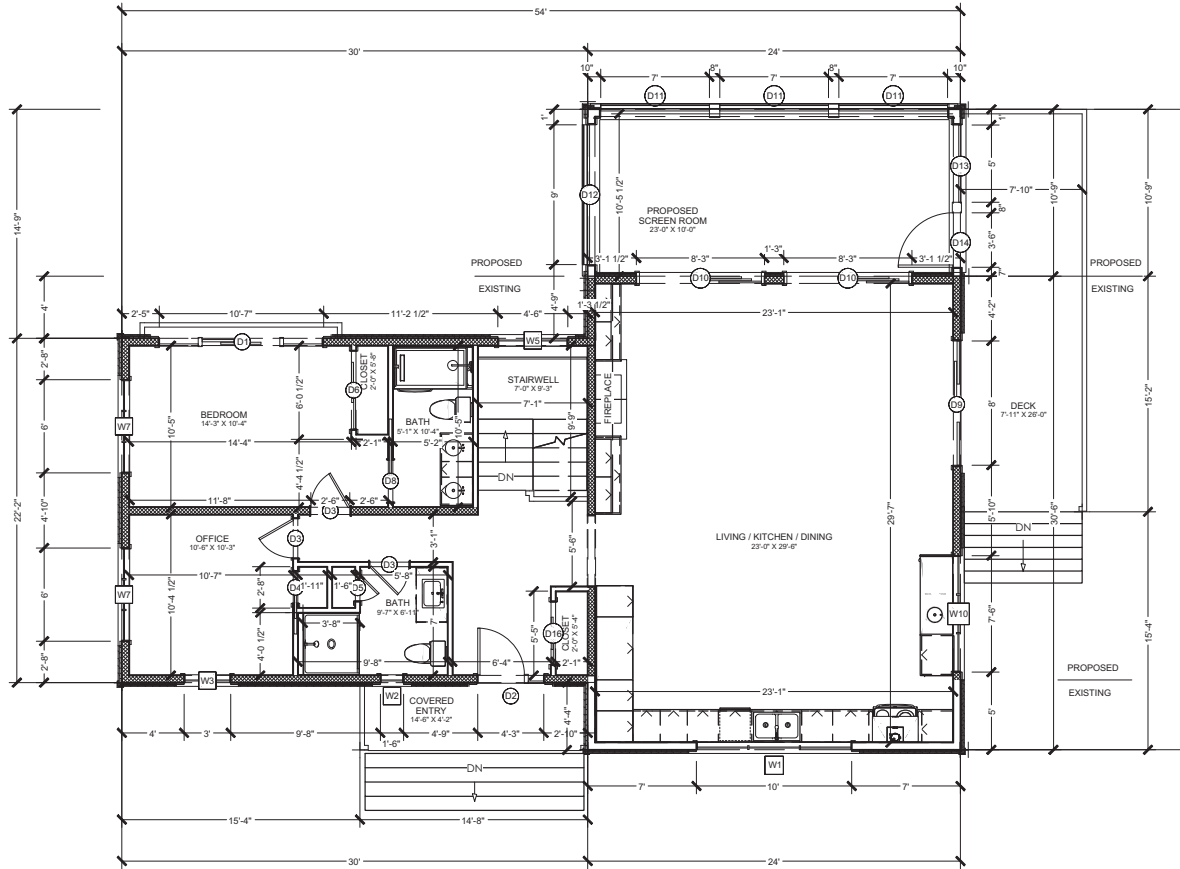 54'
30'
24'
10"
7'
8"
7'
8"
7'
10"
D11
D11
D11
1'
1'
5'
D13
D12
9'
10'-5 1/2"
PROPOSED
SCREEN ROOM
23'-0" X 10'-0"
7'-10"
8"
10'-9"
10'-9"
14'-9"
3'-6"
D14
7"
1'-3"
3'-1 1/2"
8'-3"
8'-3"
3'-1 1/2"
D10
D10
PROPOSED
EXISTING
PROPOSED
EXISTING
4'-9"
4'
1'-3 1/2"
23'-1"
4'-2"
2'-5"
10'-7"
11'-2 1/2"
4'-6"
W5
D1
2'-8"
CLOSET
2'-0" X 5'-8"
D6
6'-0 1/2"
STAIRWELL
7'-0" X 9'-3"
7'-1"
9'-9"
FIREPLACE
BEDROOM
14'-3" X 10'-4"
10'-5"
BATH
5'-1" X 10'-4"
10'-5"
W7
6'
14'-4"
2'-1"
5'-2"
D9
8'
DECK
7'-11" X 26'-0"
15'-2"
4'-4 1/2"
D8
DN
11'-8"
2'-6"
2'-6"
D3
4'-10"
22'-2"
OFFICE
10'-6" X 10'-3"
D3
3'-1"
D3
5'-6"
LIVING / KITCHEN / DINING
23'-0" X 29'-6"
29'-7"
5'-10"
30'-6"
DN
10'-7"
10'-4 1/2"
2'-8"
D4
1'-11"
1'-6"
D5
5'-8"
BATH
9'-7" X 6'-11"
7'
W7
6'
3'-8"
4'-0 1/2"
9'-8"
5'-5"
D16
CLOSET
2'-0" X 5'-4"
6'-4"
2'-1"
W10
7'-6"
15'-4"
2'-8"
W3
W2
D2
COVERED
ENTRY
14'-6" X 4'-2"
4'-4"
23'-1"
5'
PROPOSED
EXISTING
4'
3'
9'-8"
1'-6"
4'-9"
4'-3"
2'-10"
DN
W1
7'
10'
7'
15'-4"
14'-8"
30'
24'